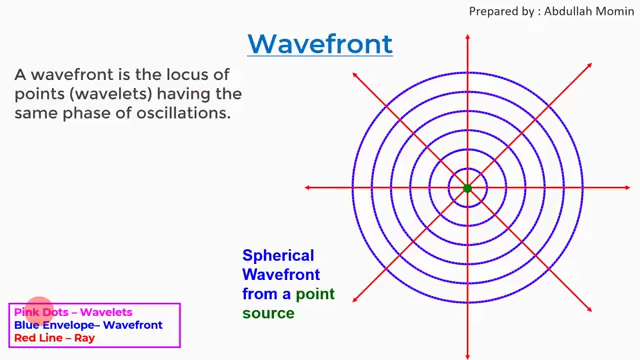 Prepared by : Abdullah Momin
Wavefront
A wavefront is the locus of
points (wavelets) having the
same phase of oscillations.
Spherical
Wavefront
from a point
source
Pink Dots – Wavelets
Blue Envelope– Wavefront
Red Line – Ray